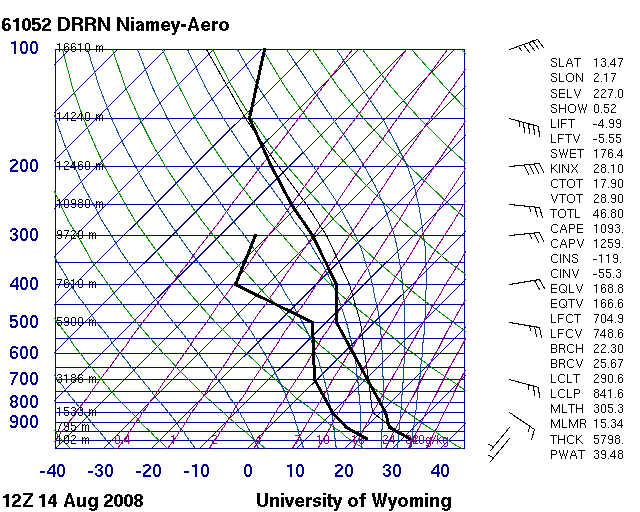 61052 DRRN Niamey-Aero
100 16610 m
14240 m
200 12460 m
10980 m
300 9720 m
400 7610 m
500 5900 m
600
700 3186 m
800
1533 m
900
102 m
0.4 1 2 4 7 10 24 g/kg
-40 -30 -20 -10 0 10 20 30 40
12Z 14 Aug 2008 University of Wyoming
SLAT 13.47
SLON 2.17
SELV 227.0
SHOW 0.52
LIFT -4.99
LFTV -5.55
SWET 176.4
KINX 28.10
CTOT 17.90
VTOT 28.90
TOTL 46.80
CAPE 1093.
CAPV 1259.
CINS -119.
CINV -55.3
EQLV 168.8
EQTV 166.6
LFCT 704.9
LFCV 748.6
BRCH 22.30
BRCV 25.67
LCLT 290.6
LCLP 841.6
MLTH 305.3
MLMR 15.34
THCK 5798.
PWAT 39.48